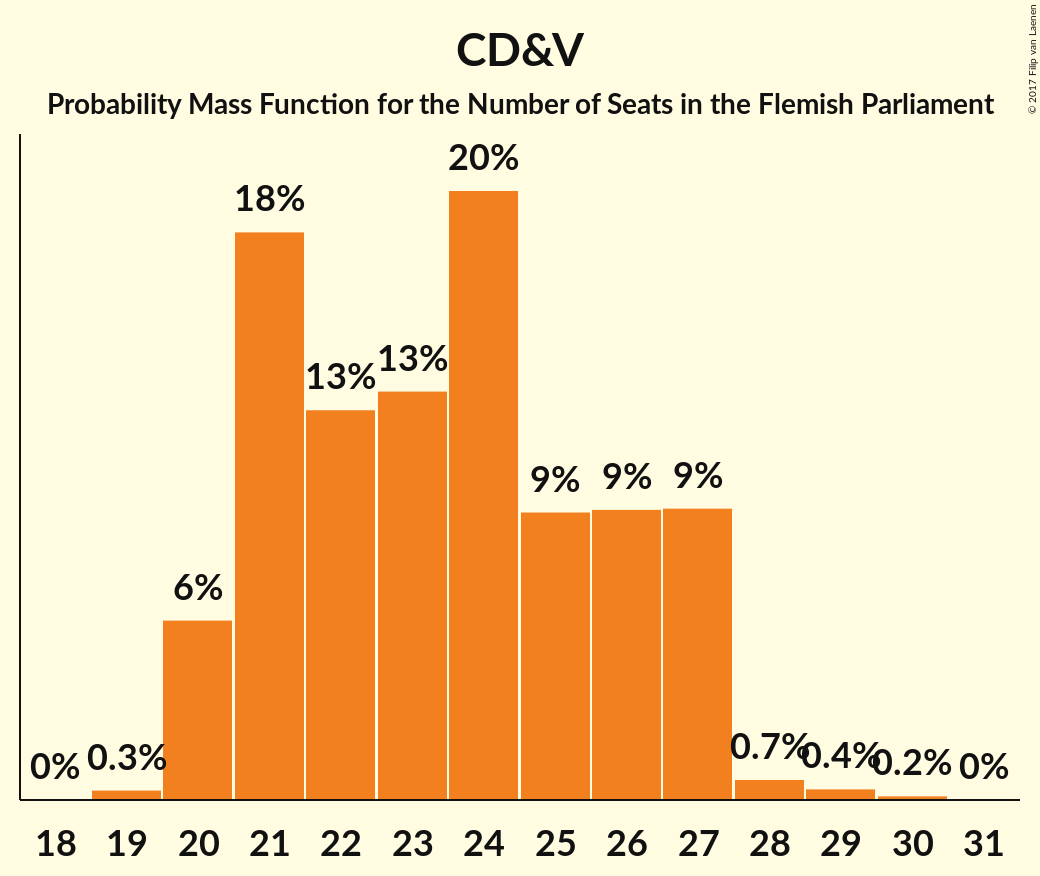 CD&V
Probability Mass Function for the Number of Seats in the Flemish Parliament
© 2017 Filip van Laenen
0% 0.3% 6% 18% 13% 13% 20% 9% 9% 9% 0.7% 0.4% 0.2% 0%
18 19 20 21 22 23 24 25 26 27 28 29 30 31